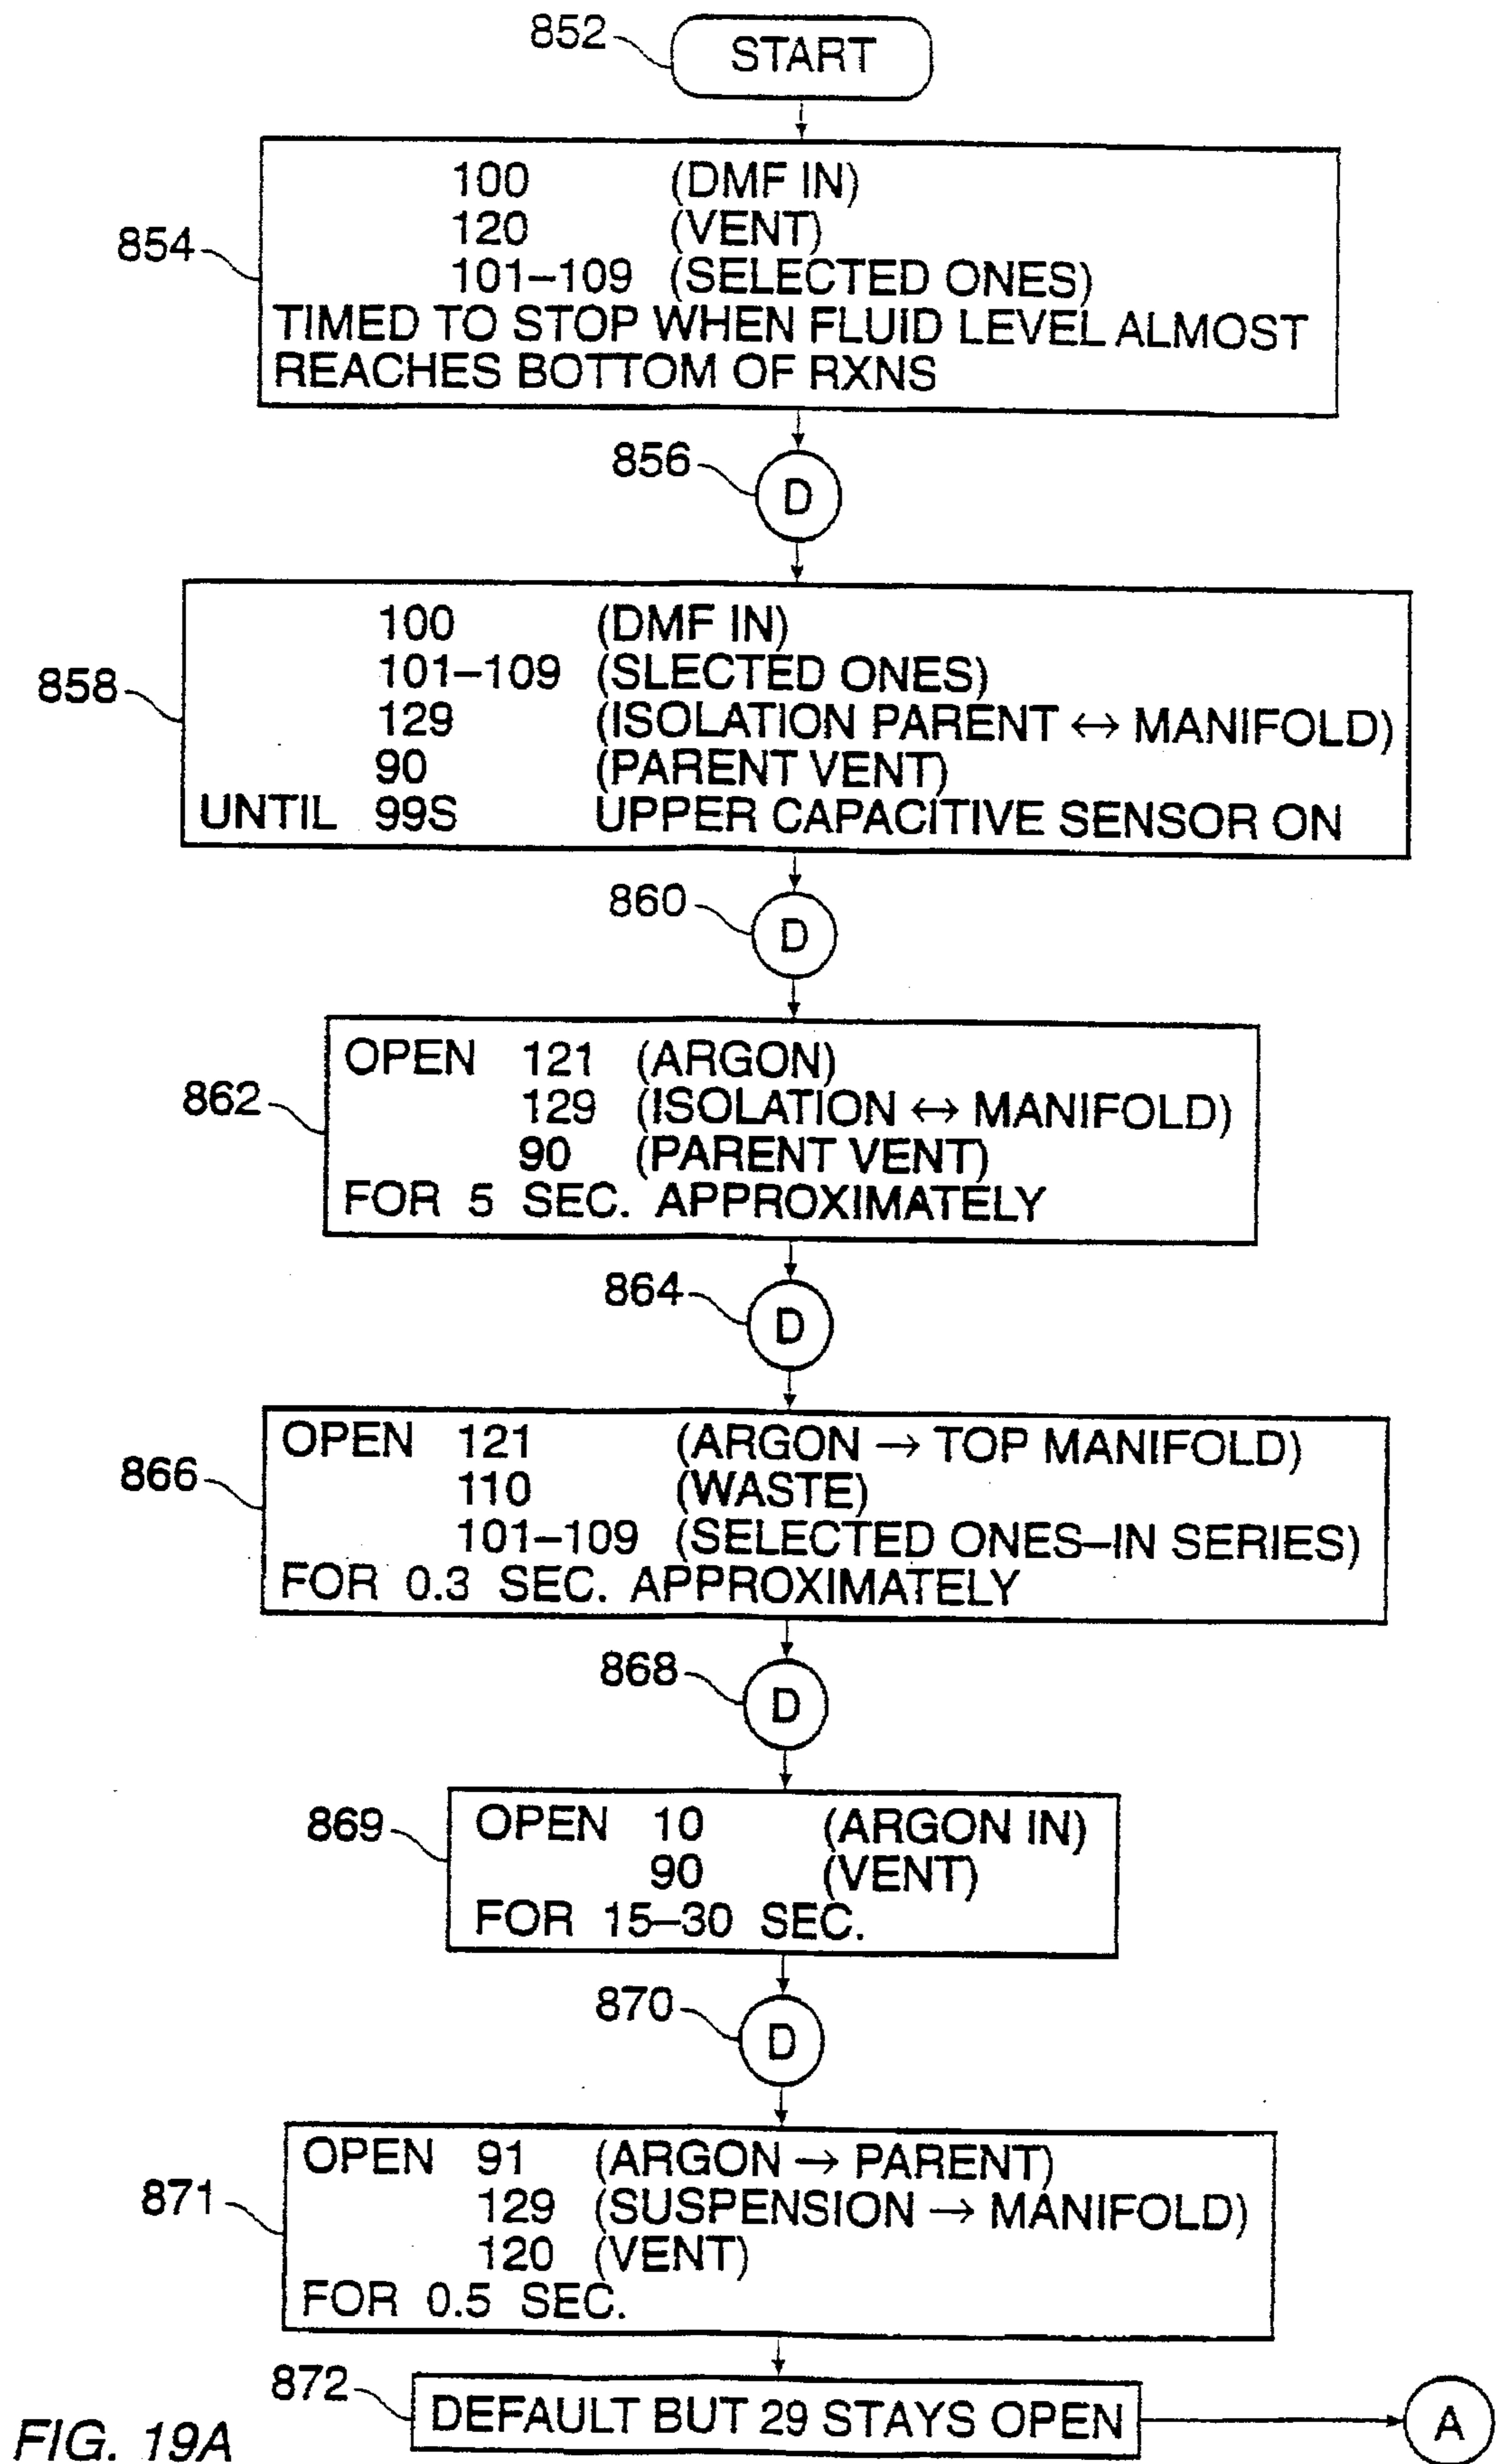 852 START
854
100 (DMF IN)
120 (VENT)
101–109 (SELECTED ONES)
TIMED TO STOP WHEN FLUID LEVEL ALMOST
REACHES BOTTOM OF RXNS
856 D
858
100 (DMF IN)
101–109 (SLECTED ONES)
129 (ISOLATION PARENT ↔ MANIFOLD)
90 (PARENT VENT)
UNTIL 99S UPPER CAPACITIVE SENSOR ON
860 D
862
OPEN 121 (ARGON)
129 (ISOLATION ↔ MANIFOLD)
90 (PARENT VENT)
FOR 5 SEC. APPROXIMATELY
864 D
866
OPEN 121 (ARGON → TOP MANIFOLD)
110 (WASTE)
101–109 (SELECTED ONES–IN SERIES)
FOR 0.3 SEC. APPROXIMATELY
868 D
869
OPEN 10 (ARGON IN)
90 (VENT)
FOR 15–30 SEC.
870 D
871
OPEN 91 (ARGON → PARENT)
129 (SUSPENSION → MANIFOLD)
120 (VENT)
FOR 0.5 SEC.
872 DEFAULT BUT 29 STAYS OPEN A
FIG. 19A